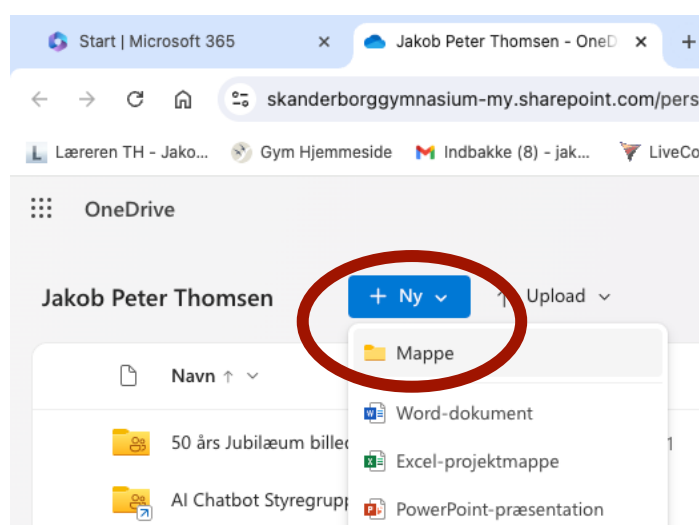 Start | Microsoft 365
Jakob Peter Thomsen - OneD
skanderborggymnasium-my.sharepoint.com/pers
L Læreren TH - Jako... Gym Hjemmeside M Indbakke (8) - jak... LiveCo
OneDrive
Jakob Peter Thomsen + Ny Upload
Mappe
Navn
Word-dokument
50 års Jubilæum billed 1
Excel-projektmappe
AI Chatbot Styregrupp
PowerPoint-præsentation